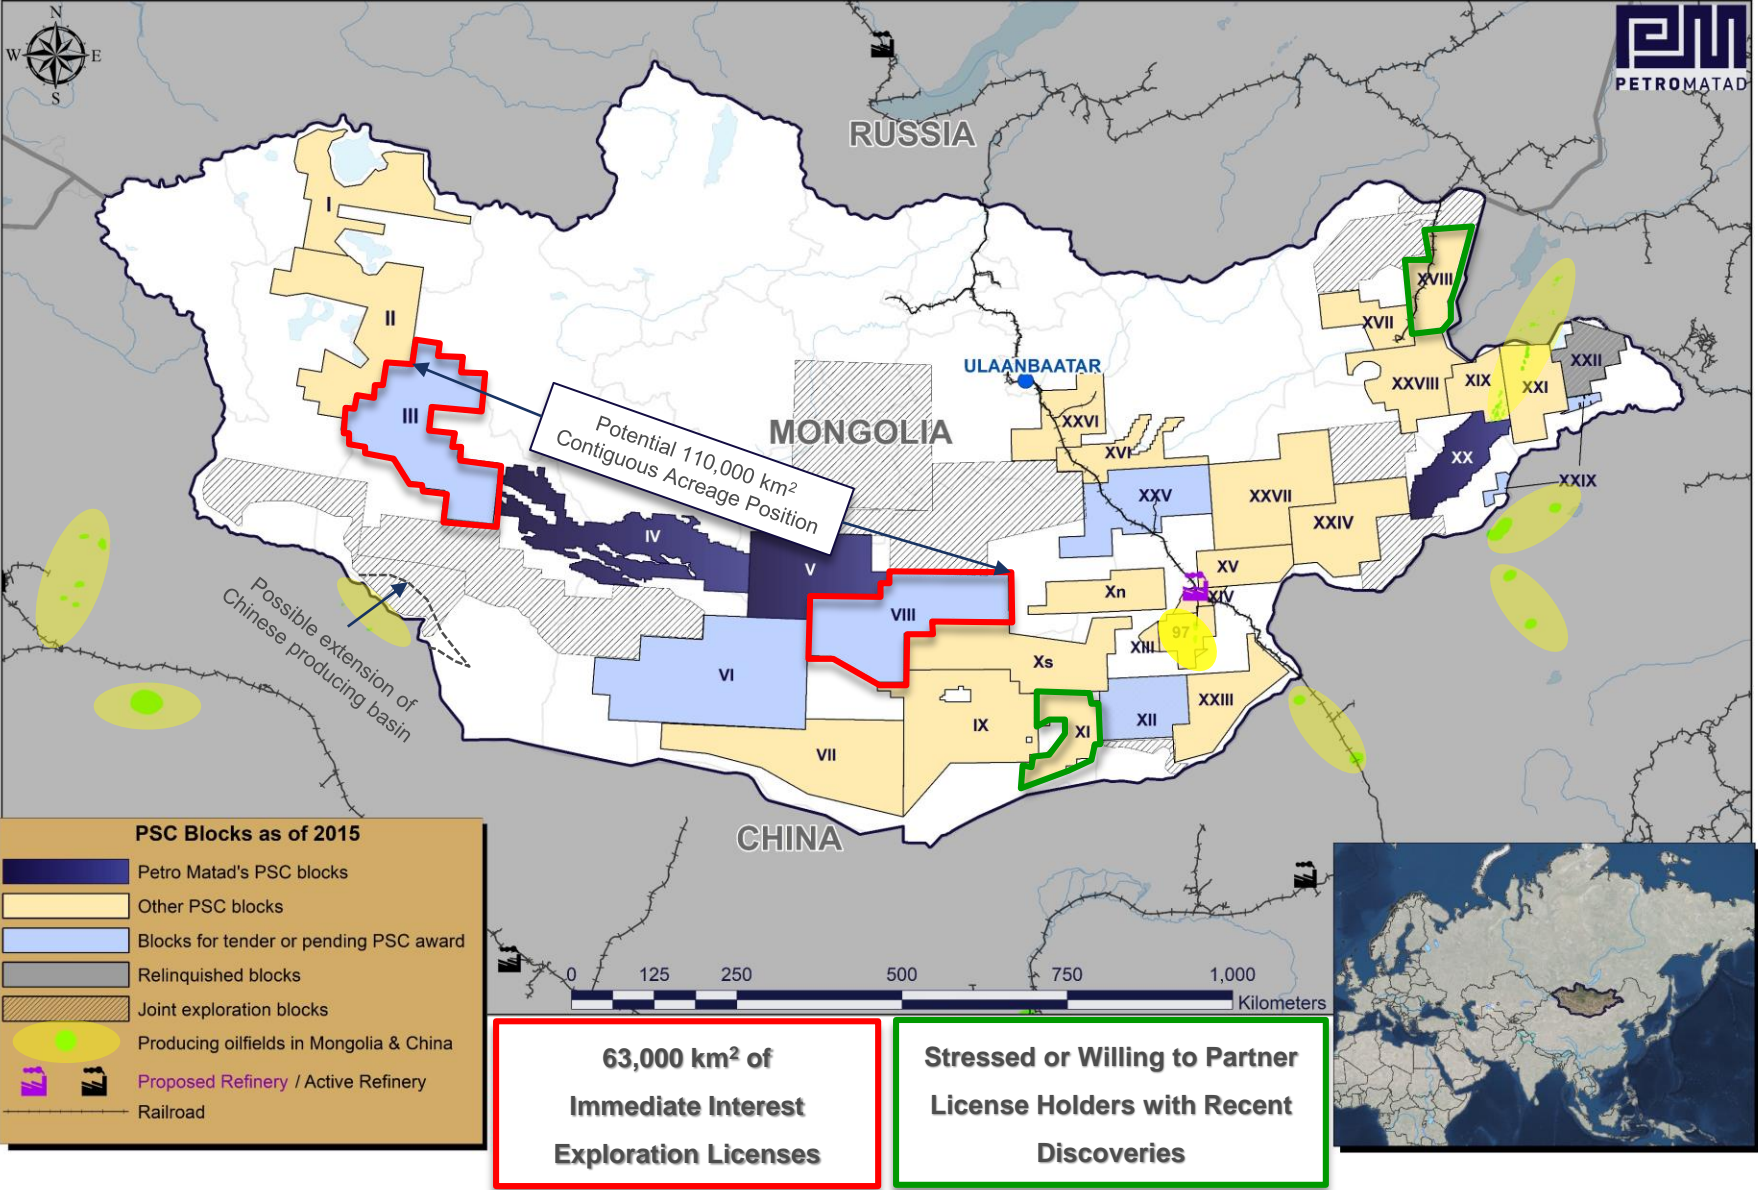 N
W E
S
PETROMATAD
RUSSIA
I
II
III
XVIII
XVII
XXII
XXVIII
XIX
XXI
ULAANBAATAR
MONGOLIA
XXVI
XVI
XX
XXIX
Potential 110,000 km²
Contiguous Acreage Position
XXV
XXVII
XXIV
IV
V
XV
XIV
Xn
VIII
97
XIII
Xs
VI
XXIII
IX
XI
XII
VII
Possible extension of
Chinese producing basin
CHINA
PSC Blocks as of 2015
Petro Matad's PSC blocks
Other PSC blocks
Blocks for tender or pending PSC award
Relinquished blocks
Joint exploration blocks
Producing oilfields in Mongolia & China
Proposed Refinery / Active Refinery
Railroad
0 125 250 500 750 1,000
Kilometers
63,000 km² of
Immediate Interest
Exploration Licenses
Stressed or Willing to Partner
License Holders with Recent
Discoveries